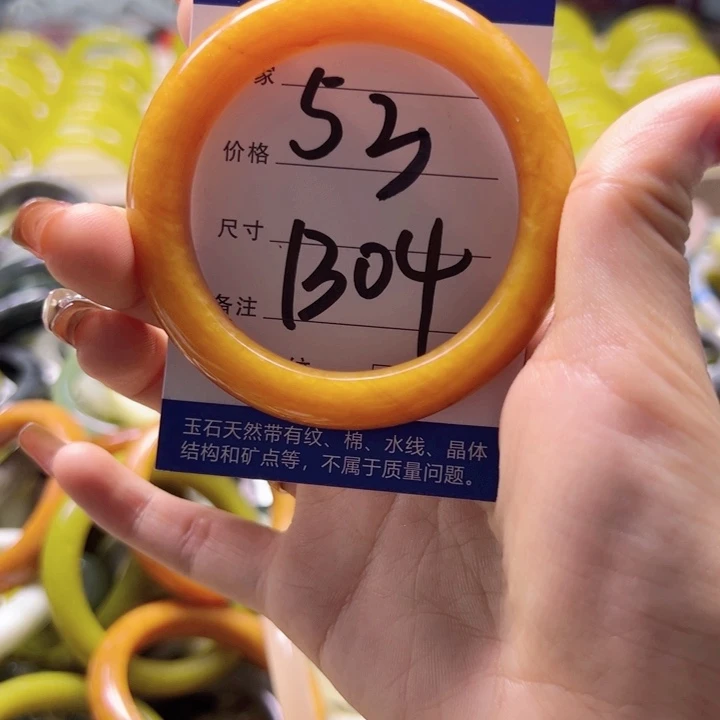 家
53
价格
尺寸
B04
备注
玉石天然带有纹、棉、水线、晶体
结构和矿点等，不属于质量问题。